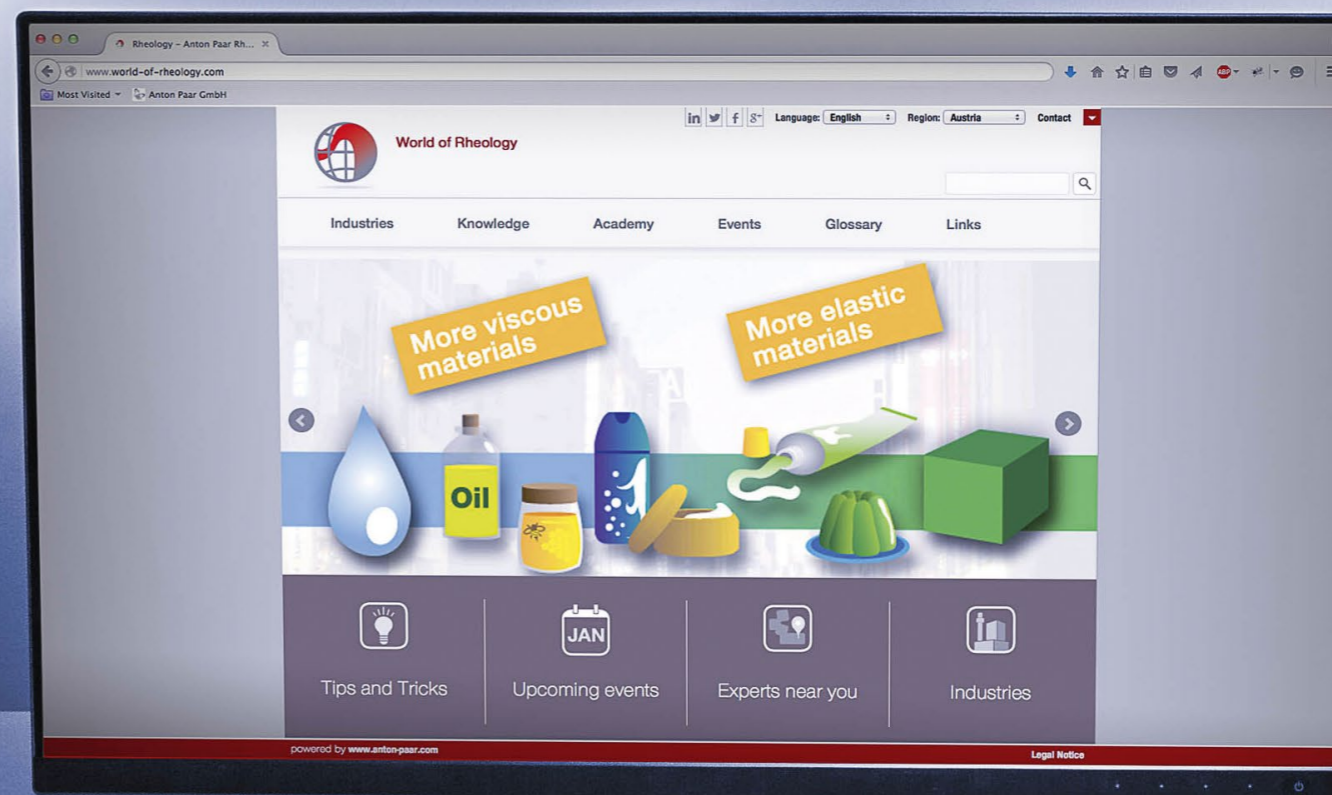 Rheology – Anton Paar Rh... ×
www.world-of-rheology.com
ABP
Most Visited
Anton Paar GmbH
in f g+ Language: English Region: Austria Contact
World of Rheology
Industries Knowledge Academy Events Glossary Links
More viscous
materials
More elastic
materials
Oil
JAN
Tips and Tricks Upcoming events Experts near you Industries
powered by www.anton-paar.com Legal Notice